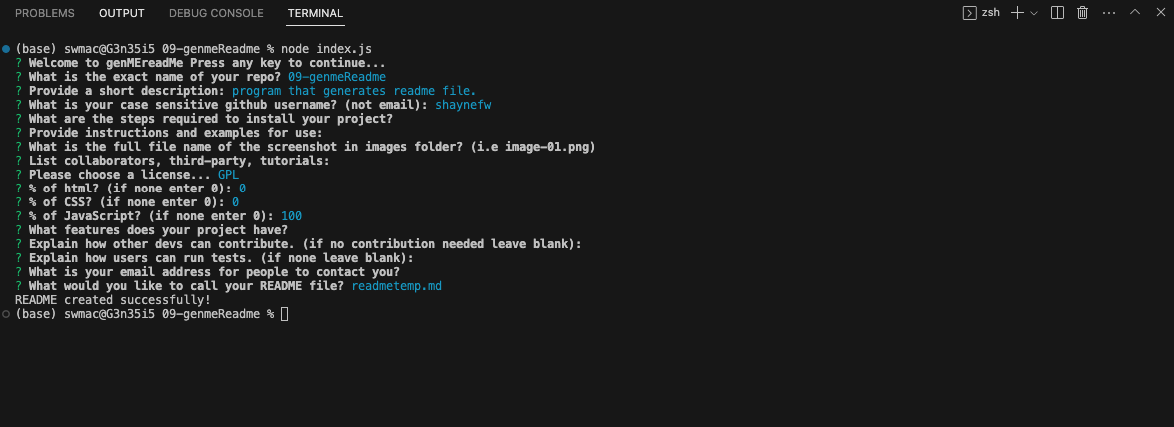 PROBLEMS OUTPUT DEBUG CONSOLE TERMINAL zsh
(base) swmac@G3n35i5 09-genmeReadme % node index.js
? Welcome to genMEreadMe Press any key to continue...
? What is the exact name of your repo? 09-genmeReadme
? Provide a short description: program that generates readme file.
? What is your case sensitive github username? (not email): shaynefw
? What are the steps required to install your project?
? Provide instructions and examples for use:
? What is the full file name of the screenshot in images folder? (i.e image-01.png)
? List collaborators, third-party, tutorials:
? Please choose a license... GPL
? % of html? (if none enter 0): 0
? % of CSS? (if none enter 0): 0
? % of JavaScript? (if none enter 0): 100
? What features does your project have?
? Explain how other devs can contribute. (if no contribution needed leave blank):
? Explain how users can run tests. (if none leave blank):
? What is your email address for people to contact you?
? What would you like to call your README file? readmetemp.md
README created successfully!
(base) swmac@G3n35i5 09-genmeReadme %